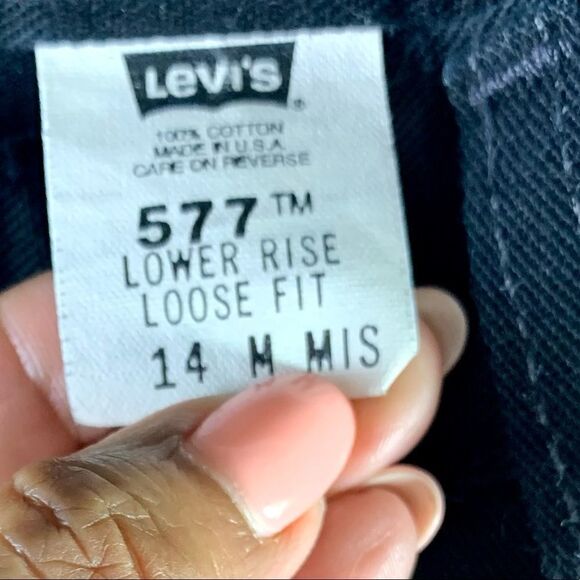 Levi's ®
100% COTTON
MADE IN U.S.A.
CARE ON REVERSE
577™
LOWER RISE
LOOSE FIT
14 M MIS